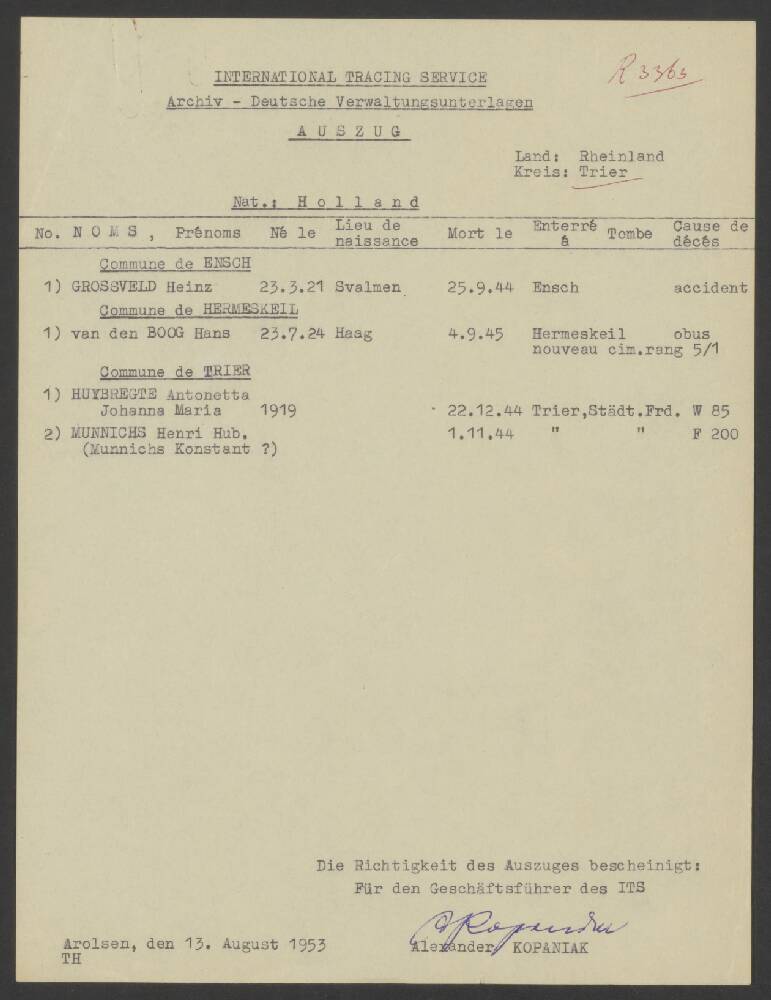 INTERNATIONAL TRACING SERVICE
R 3363
Archiv - Deutsche Verwaltungsunterlagen
A U S Z U G
Land: Rheinland
Kreis: Trier
Nat.: H o l l a n d
No. N O M S , Prénoms Né le Lieu de naissance Mort le Enterré á Tombe Cause de décés
Commune de ENSCH
1) GROSSVELD Heinz 23.3.21 Svalmen 25.9.44 Ensch accident
Commune de HERMESKEIL
1) van den BOOG Hans 23.7.24 Haag 4.9.45 Hermeskeil obus
nouveau cim.rang 5/1
Commune de TRIER
1) HUYBREGTE Antonetta
Johanna Maria 1919 22.12.44 Trier,Städt.Frd. W 85
2) MUNNICHS Henri Hub. 1.11.44 " " F 200
(Munnichs Konstant ?)
Die Richtigkeit des Auszuges bescheinigt:
Für den Geschäftsführer des ITS
Arolsen, den 13. August 1953 Alexander KOPANIAK
TH